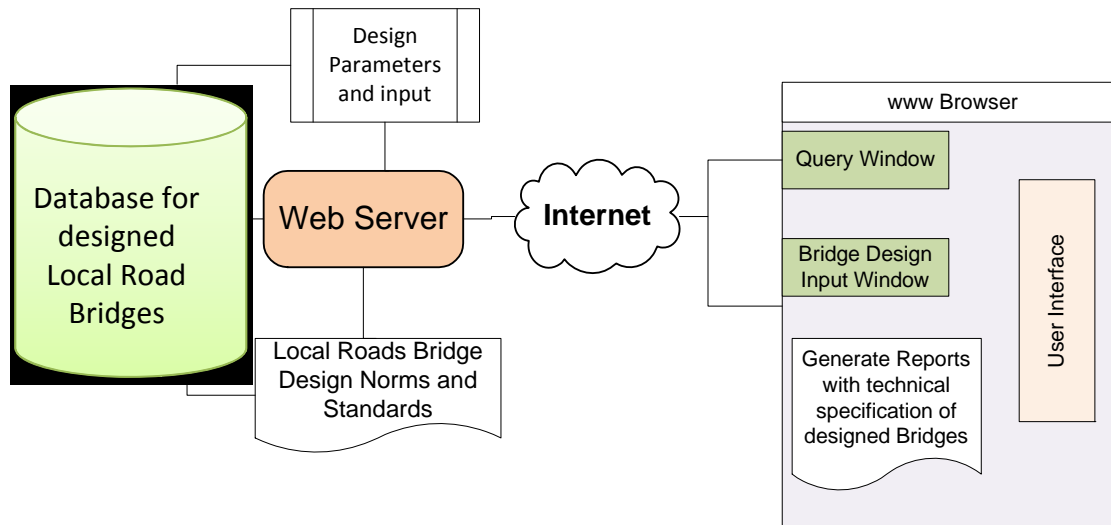 Design
Parameters
and input
Database for
designed
Local Road
Bridges
Web Server
Local Roads Bridge
Design Norms and
Standards
Internet
www Browser
Query Window
Bridge Design
Input Window
Generate Reports
with technical
specification of
designed Bridges
User Interface